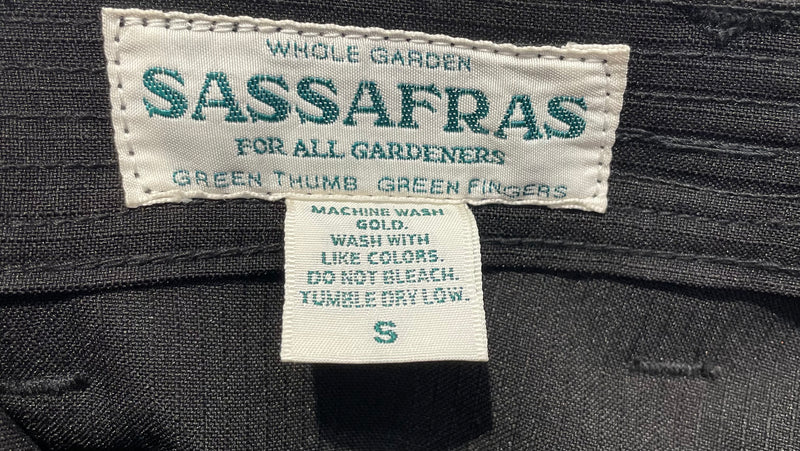 WHOLE GARDEN
SASSAFRAS
FOR ALL GARDENERS
GREEN THUMB GREEN FINGERS
MACHINE WASH
GOLD.
WASH WITH
LIKE COLORS.
DO NOT BLEACH.
TUMBLE DRY LOW.
S